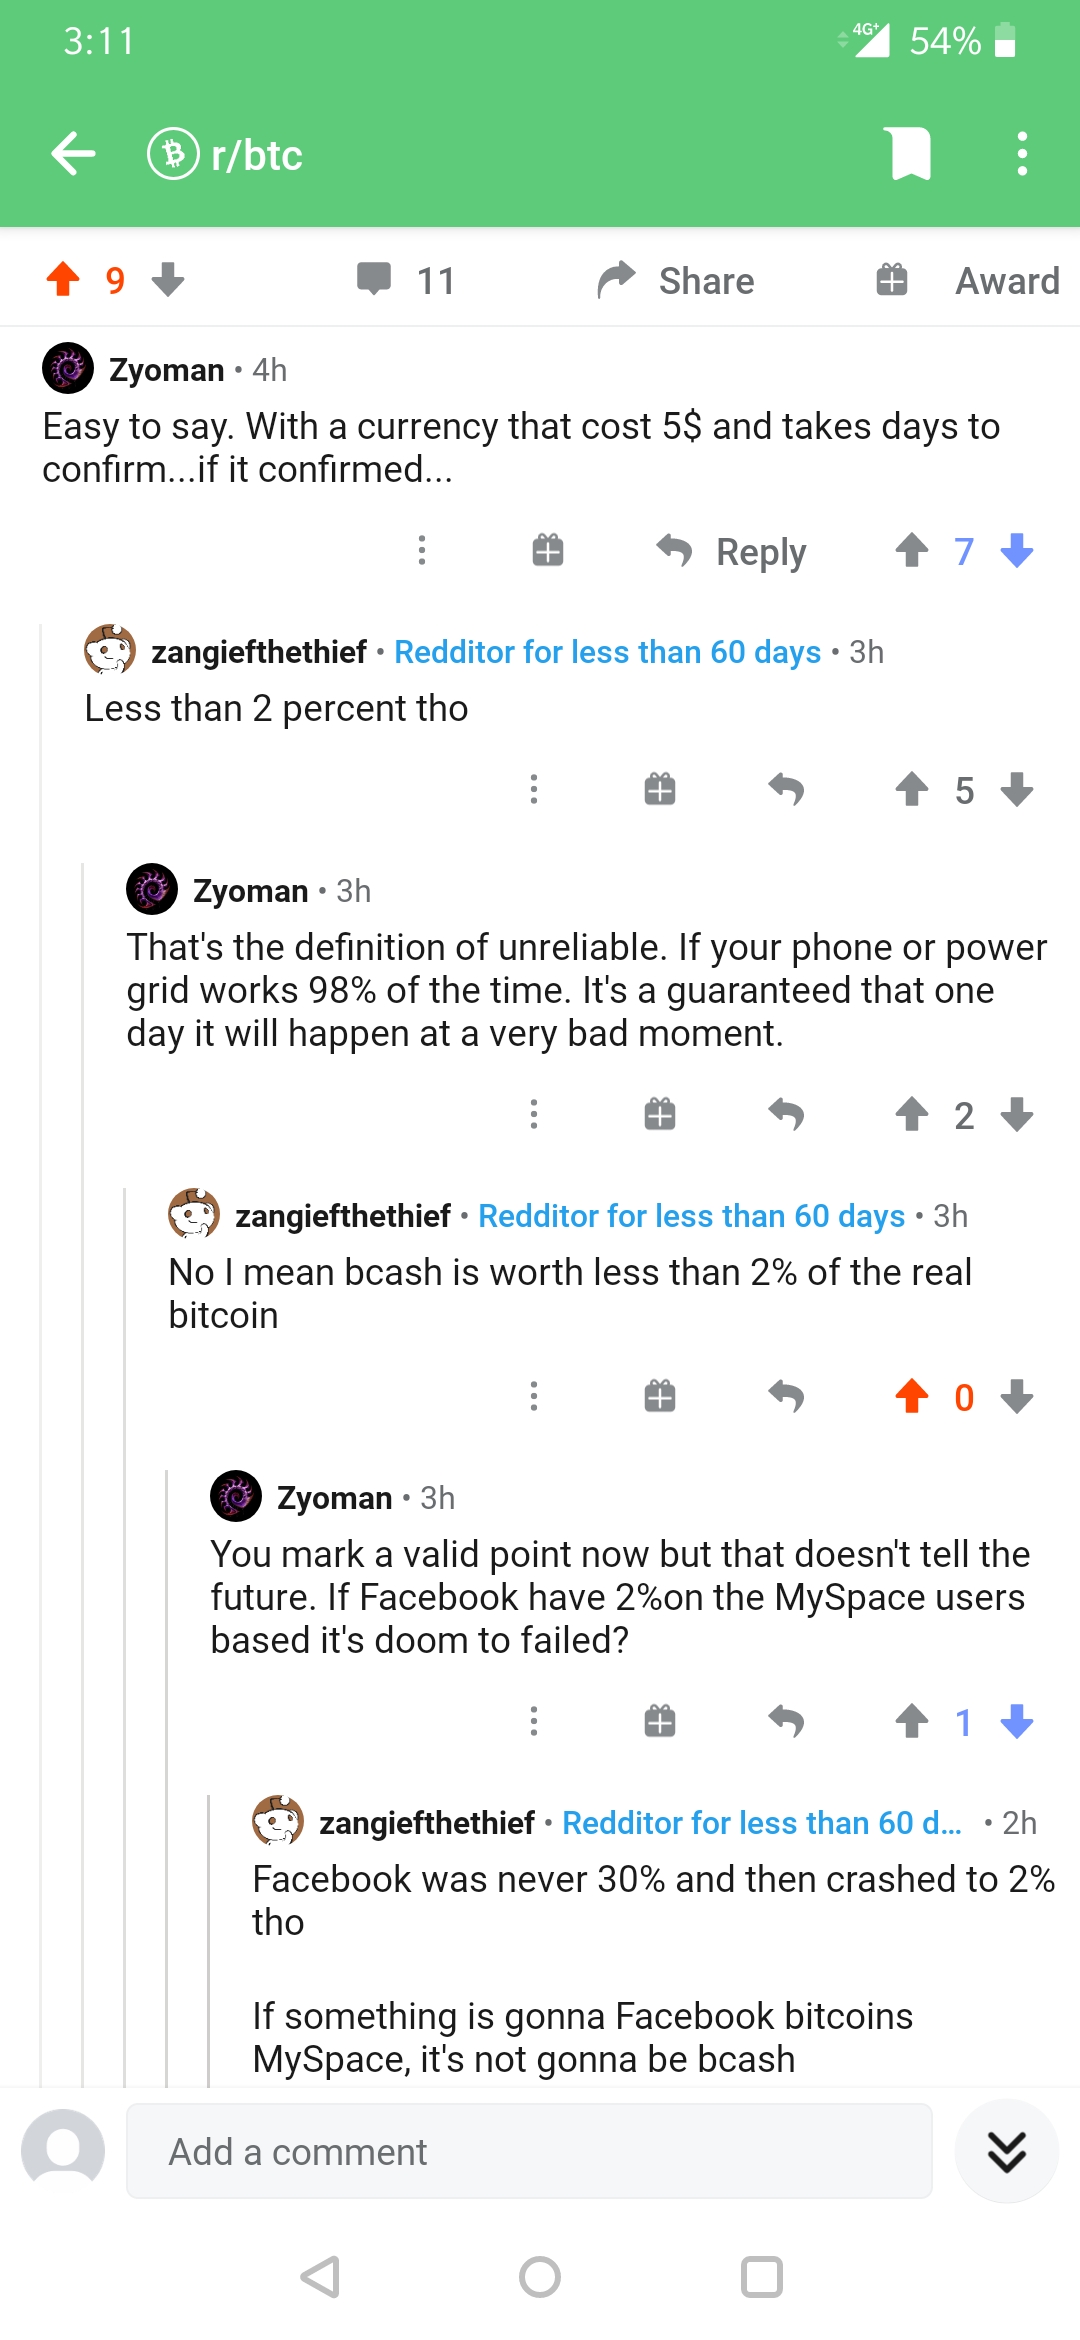 3:11
4G+ 54%
r/btc
9 11 Share Award
Zyoman • 4h
Easy to say. With a currency that cost 5$ and takes days to
confirm...if it confirmed...
Reply 7
zangiefthethief • Redditor for less than 60 days • 3h
Less than 2 percent tho
5
Zyoman • 3h
That's the definition of unreliable. If your phone or power
grid works 98% of the time. It's a guaranteed that one
day it will happen at a very bad moment.
2
zangiefthethief • Redditor for less than 60 days • 3h
No I mean bcash is worth less than 2% of the real
bitcoin
0
Zyoman • 3h
You mark a valid point now but that doesn't tell the
future. If Facebook have 2%on the MySpace users
based it's doom to failed?
1
zangiefthethief • Redditor for less than 60 d... • 2h
Facebook was never 30% and then crashed to 2%
tho
If something is gonna Facebook bitcoins
MySpace, it's not gonna be bcash
Add a comment